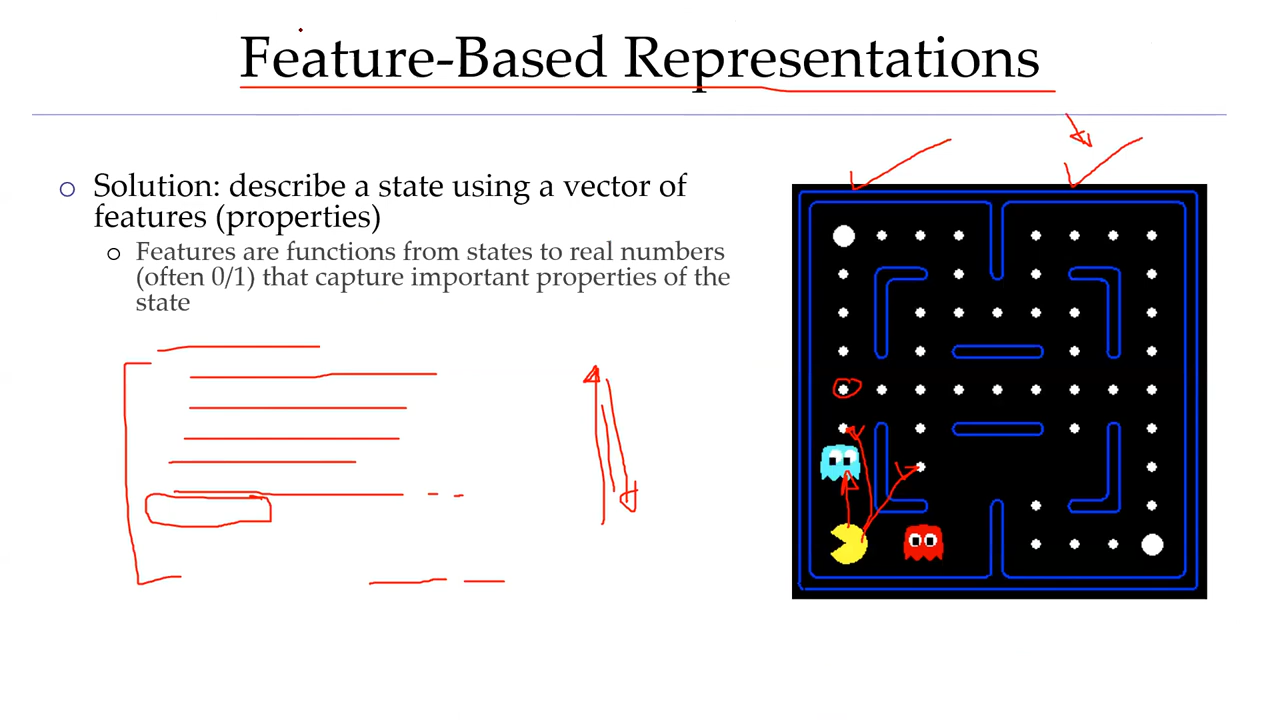 Feature-Based Representations
Solution: describe a state using a vector of
features (properties)
Features are functions from states to real numbers
(often 0/1) that capture important properties of the
state